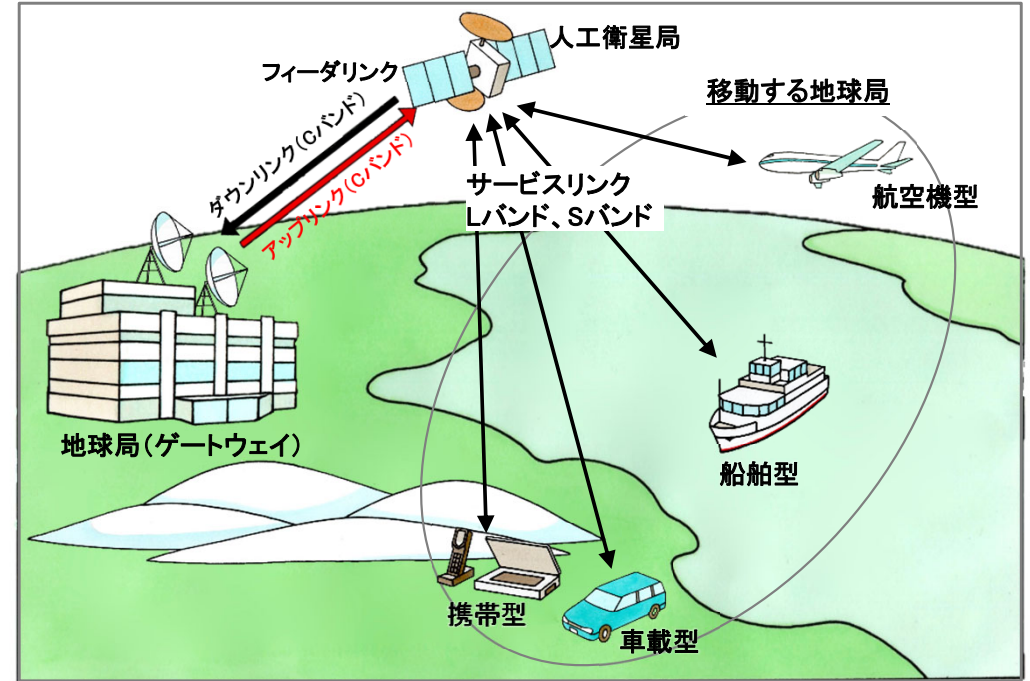 人工衛星局
フィーダリンク
移動する地球局
ダウンリンク(Cバンド)
アップリンク(Cバンド)
サービスリンク
Lバンド、Sバンド
航空機型
地球局(ゲートウェイ)
船舶型
携帯型
車載型